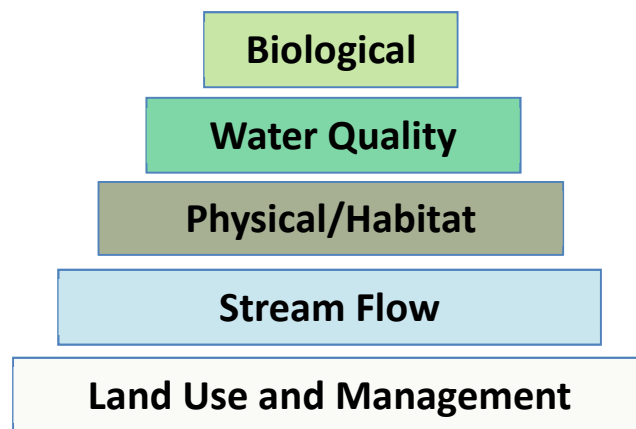 Biological
Water Quality
Physical/Habitat
Stream Flow
Land Use and Management